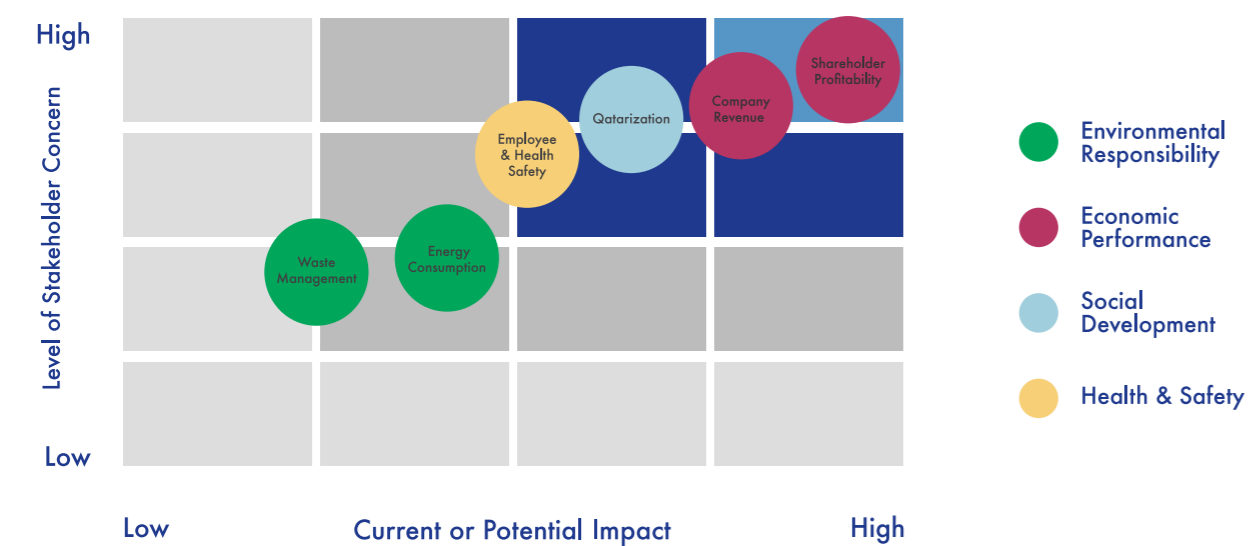 High
Level of Stakeholder Concern
Low
Shareholder
Profitability
Company
Revenue
Qatarization
Employee
& Health
Safety
Energy
Consumption
Waste
Management
Low
Current or Potential Impact
High
Environmental
Responsibility
Economic
Performance
Social
Development
Health & Safety